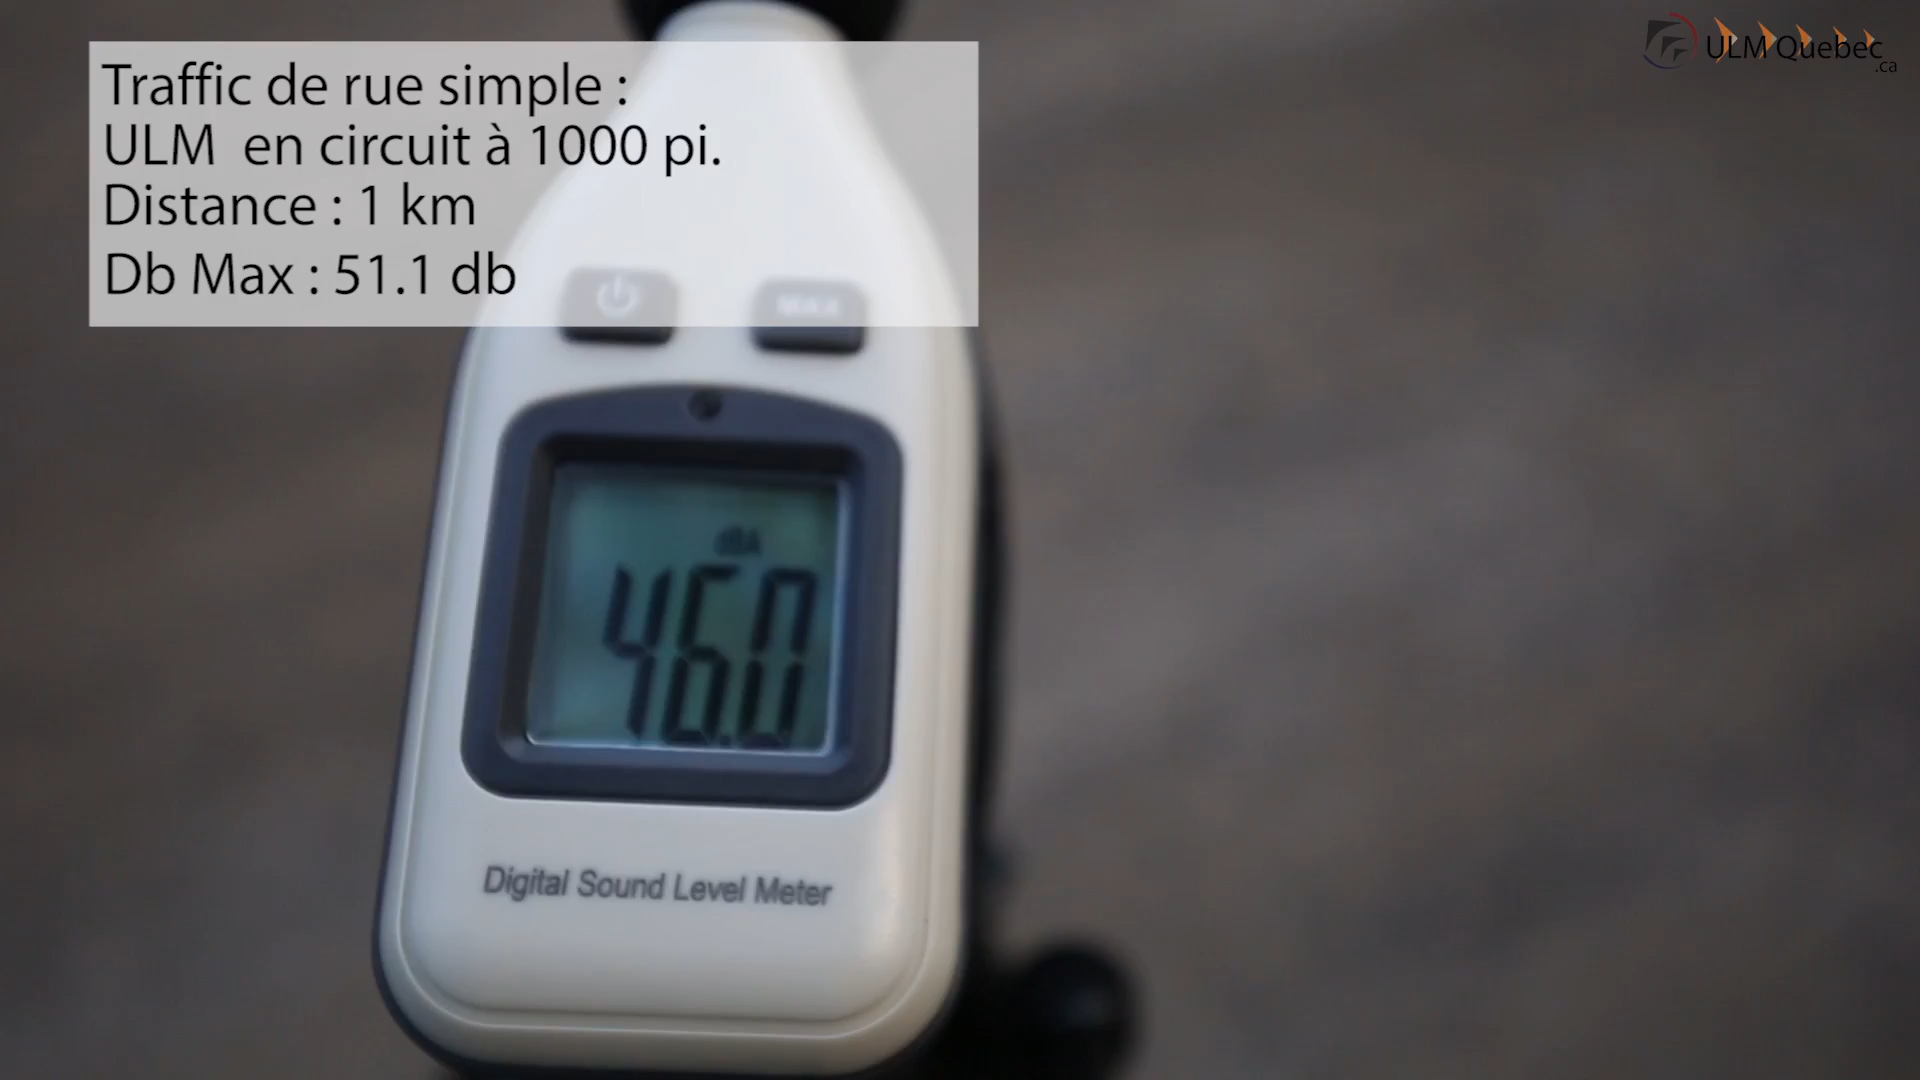 Traffic de rue simple :
ULM en circuit à 1000 pi.
Distance : 1 km
Db Max : 51.1 db
ULM Quebec
.ca
MAX
dBA
46.0
Digital Sound Level Meter